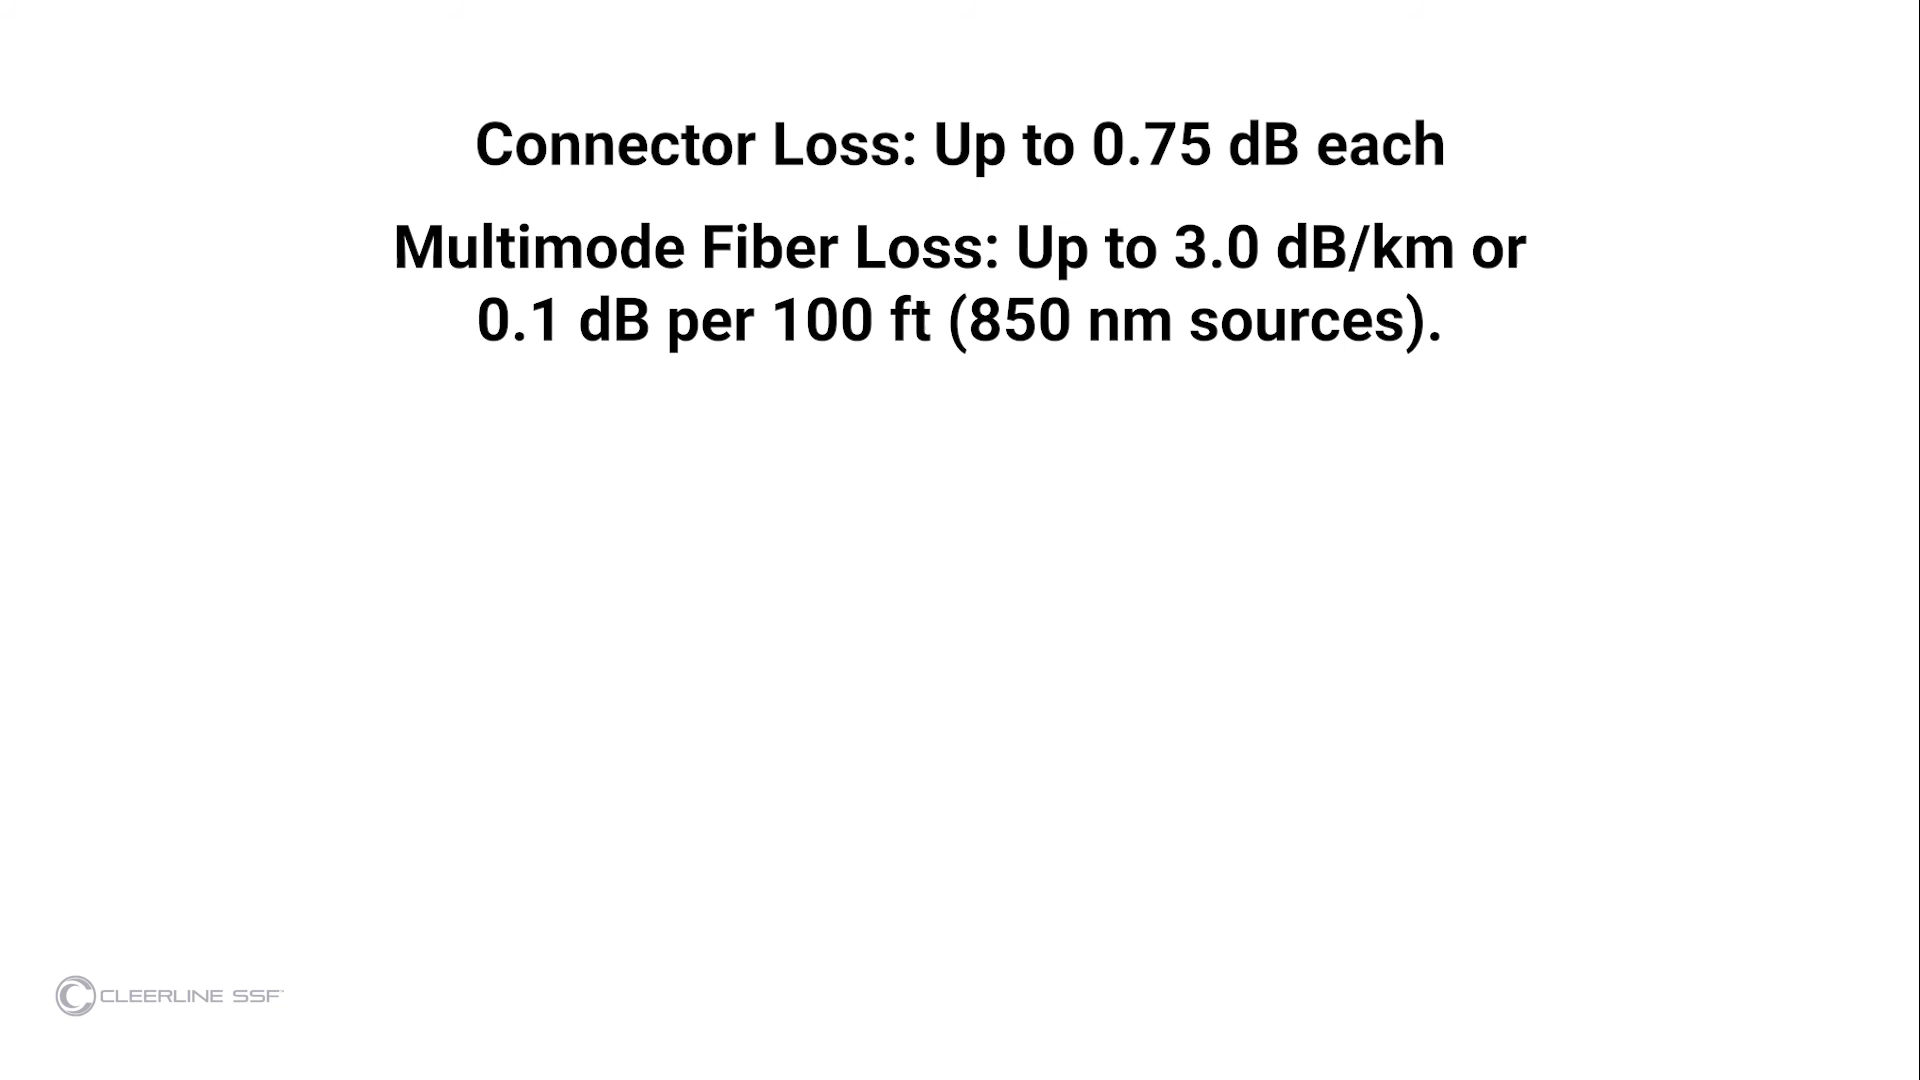 Connector Loss: Up to 0.75 dB each
Multimode Fiber Loss: Up to 3.0 dB/km or
0.1 dB per 100 ft (850 nm sources).
CLEERLINE SSF™